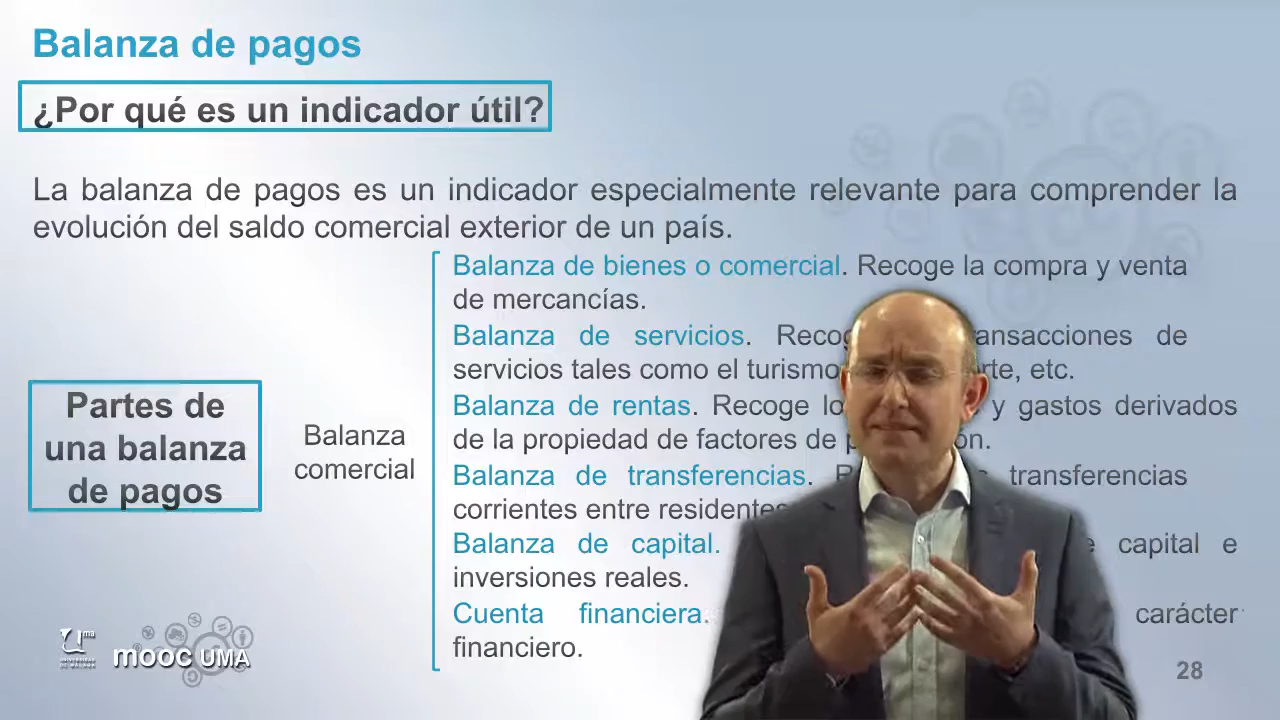 Balanza de pagos
¿Por qué es un indicador útil?
La balanza de pagos es un indicador especialmente relevante para comprender la
evolución del saldo comercial exterior de un país.
Balanza de bienes o comercial. Recoge la compra y venta
de mercancías.
Balanza de servicios. ansacciones de
servicios tales como el turismo rte, etc.
Balanza de rentas. Recoge y gastos derivados
de la propiedad de factores de
Balanza de transferencias. transferencias
corrientes entre residentes
Balanza de capital. capital e
inversiones reales.
Cuenta financiera. carácter
financiero.
Partes de
una balanza
de pagos
Balanza
comercial
uma
mooc UMA
28